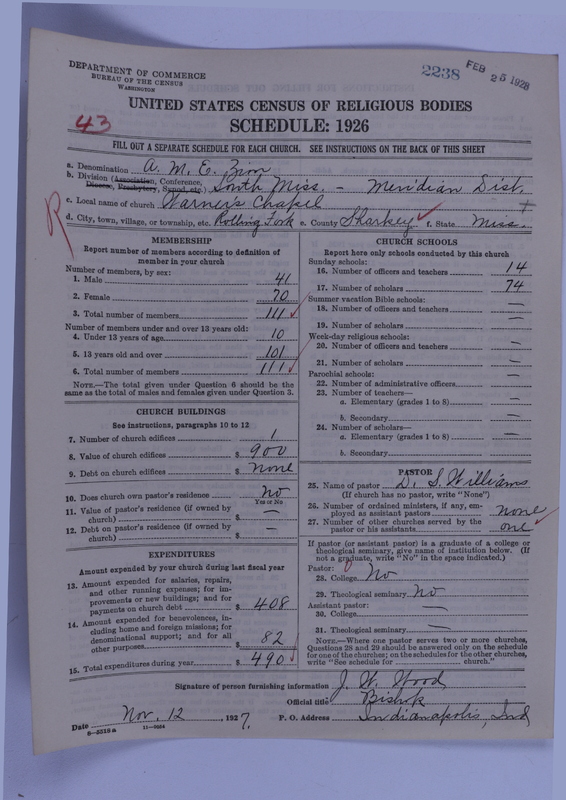 DEPARTMENT OF COMMERCE
BUREAU OF THE CENSUS
WASHINGTON
2238 FEB 25 1928
UNITED STATES CENSUS OF RELIGIOUS BODIES
43
SCHEDULE: 1926
FILL OUT A SEPARATE SCHEDULE FOR EACH CHURCH. SEE INSTRUCTIONS ON THE BACK OF THIS SHEET
a. Denomination A. M. E. Zion
b. Division (Association, Conference, Diocese, Presbytery, Synod, etc.) South Miss. - Meridian Dist.
c. Local name of church Warner's Chapel
d. City, town, village, or township, etc. Rolling Fork e. County Sharkey f. State Miss.
R
MEMBERSHIP
Report number of members according to definition of
member in your church
Number of members, by sex:
1. Male 41
2. Female 70
3. Total number of members 111
Number of members under and over 13 years old:
4. Under 13 years of age 10
5. 13 years old and over 101
6. Total number of members 111
NOTE.—The total given under Question 6 should be
same as the total of males and females given under Question 3.
CHURCH BUILDINGS
See instructions, paragraphs 10 to 12
7. Number of church edifices 1
8. Value of church edifices $ 900
9. Debt on church edifices $ none
10. Does church own pastor's residence no
Yes or No
11. Value of pastor's residence (if owned by
church) $ —
12. Debt on pastor's residence (if owned by
church) $ —
EXPENDITURES
Amount expended by your church during last fiscal year
13. Amount expended for salaries, repairs,
and other running expenses; for im-
provements or new buildings; and for
payments on church debt $ 408
14. Amount expended for benevolences, in-
cluding home and foreign missions; for
denominational support; and for all
other purposes $ 82
15. Total expenditures during year $ 490
CHURCH SCHOOLS
Report here only schools conducted by this church
Sunday schools:
16. Number of officers and teachers 14
17. Number of scholars 74
Summer vacation Bible schools:
18. Number of officers and teachers —
19. Number of scholars —
Week-day religious schools:
20. Number of officers and teachers —
21. Number of scholars —
Parochial schools:
22. Number of administrative officers —
23. Number of teachers—
a. Elementary (grades 1 to 8) —
b. Secondary —
24. Number of scholars—
a. Elementary (grades 1 to 8) —
b. Secondary —
PASTOR
25. Name of pastor D. S. Williams
(If church has no pastor, write "None")
26. Number of ordained ministers, if any, em-
ployed as assistant pastors none
27. Number of other churches served by the
pastor or his assistants one
If pastor (or assistant pastor) is a graduate of a college or
theological seminary, give name of institution below. (If
not a graduate, write "No" in the space indicated.)
Pastor:
28. College No
29. Theological seminary No
Assistant pastor:
30. College —
31. Theological seminary —
NOTE.—Where one pastor serves two or more churches,
Questions 28 and 29 should be answered only on the schedule
for one of the churches; on the schedules for the other churches,
write "See schedule for church."
Signature of person furnishing information J. W. Wood
Official title Bishop
Date Nov. 12, 1927. P. O. Address Indianapolis, Ind
8-5518a 11-9884